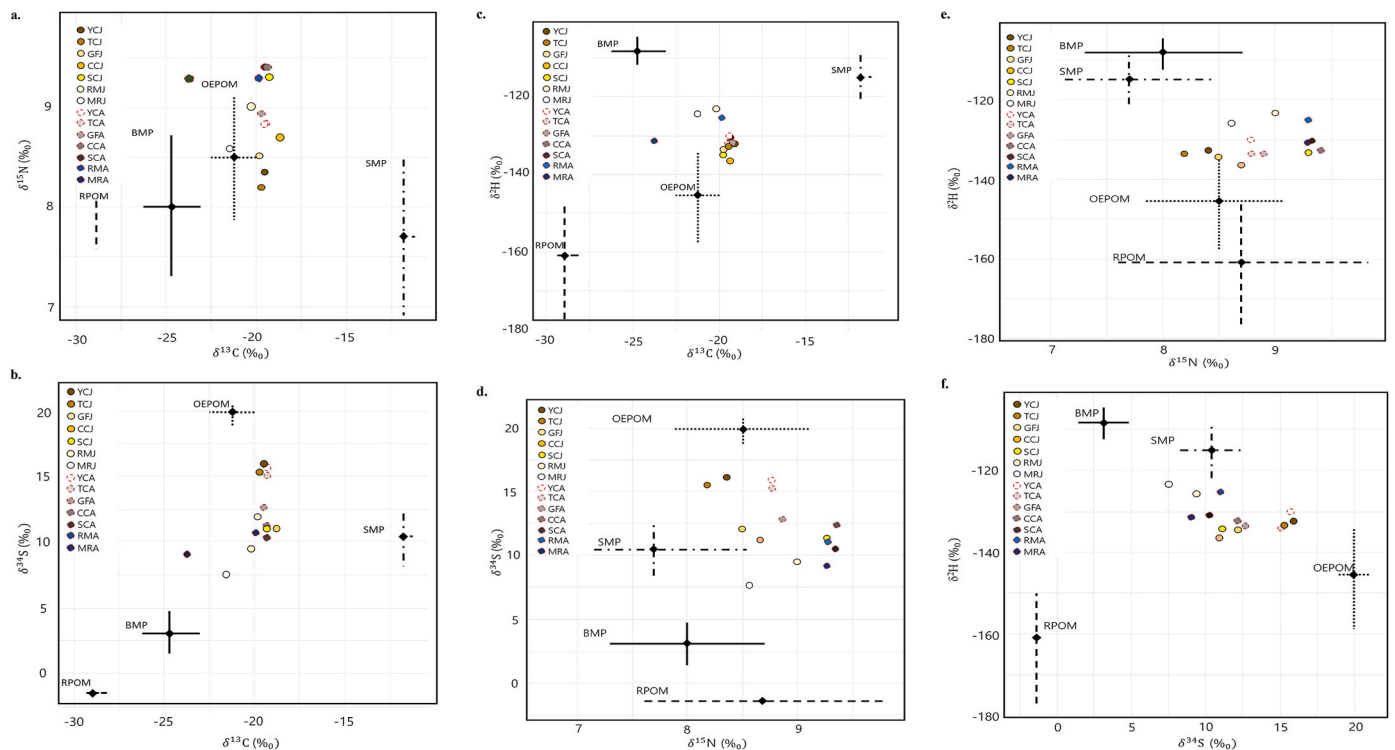 a.
δ¹⁵N (‰)
9
8
7
YCJ
TCJ
GFJ
CCJ
SCJ
RMJ
MRJ
YCA
TCA
GFA
CCA
SCA
RMA
MRA
OEPOM
BMP
SMP
RPOM
-30
-25
-20
-15
δ¹³C (‰)
c.
δ²H (‰)
-120
-140
-160
-180
YCJ
TCJ
GFJ
CCJ
SCJ
RMJ
MRJ
YCA
TCA
GFA
CCA
SCA
RMA
MRA
BMP
SMP
OEPOM
RPOM
-30
-25
-20
-15
δ¹³C (‰)
e.
δ²H (‰)
-120
-140
-160
-180
YCJ
TCJ
GFJ
CCJ
SCJ
RMJ
MRJ
YCA
TCA
GFA
CCA
SCA
RMA
MRA
BMP
SMP
OEPOM
RPOM
7
8
9
δ¹⁵N (‰)
b.
δ³⁴S (‰)
20
15
10
5
0
YCJ
TCJ
GFJ
CCJ
SCJ
RMJ
MRJ
YCA
TCA
GFA
CCA
SCA
RMA
MRA
OEPOM
SMP
BMP
RPOM
-30
-25
-20
-15
δ¹³C (‰)
d.
δ³⁴S (‰)
20
15
10
5
0
YCJ
TCJ
GFJ
CCJ
SCJ
RMJ
MRJ
YCA
TCA
GFA
CCA
SCA
RMA
MRA
OEPOM
SMP
BMP
RPOM
7
8
9
δ¹⁵N (‰)
f.
δ²H (‰)
-120
-140
-160
-180
YCJ
TCJ
GFJ
CCJ
SCJ
RMJ
MRJ
YCA
TCA
GFA
CCA
SCA
RMA
MRA
BMP
SMP
OEPOM
RPOM
0
5
10
15
20
δ³⁴S (‰)